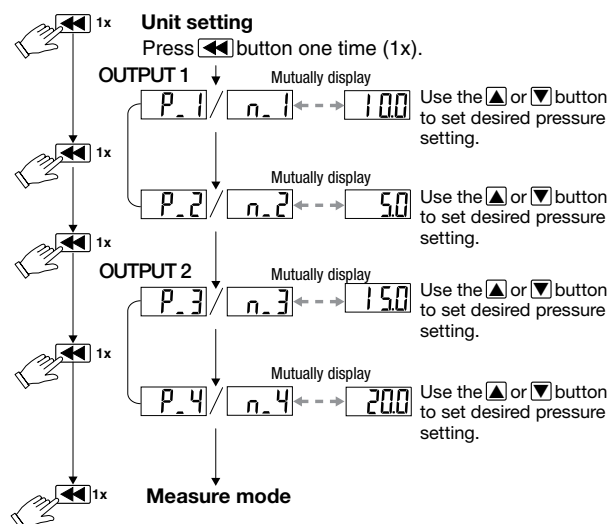 1x Unit setting
Press button one time (1x).
OUTPUT 1
Mutually display
P_1 / n_1 10.0 Use the or button
to set desired pressure
setting.
1x
Mutually display
P_2 / n_2 5.0 Use the or button
to set desired pressure
setting.
1x
OUTPUT 2
Mutually display
P_3 / n_3 15.0 Use the or button
to set desired pressure
setting.
1x
Mutually display
P_4 / n_4 20.0 Use the or button
to set desired pressure
setting.
1x Measure mode